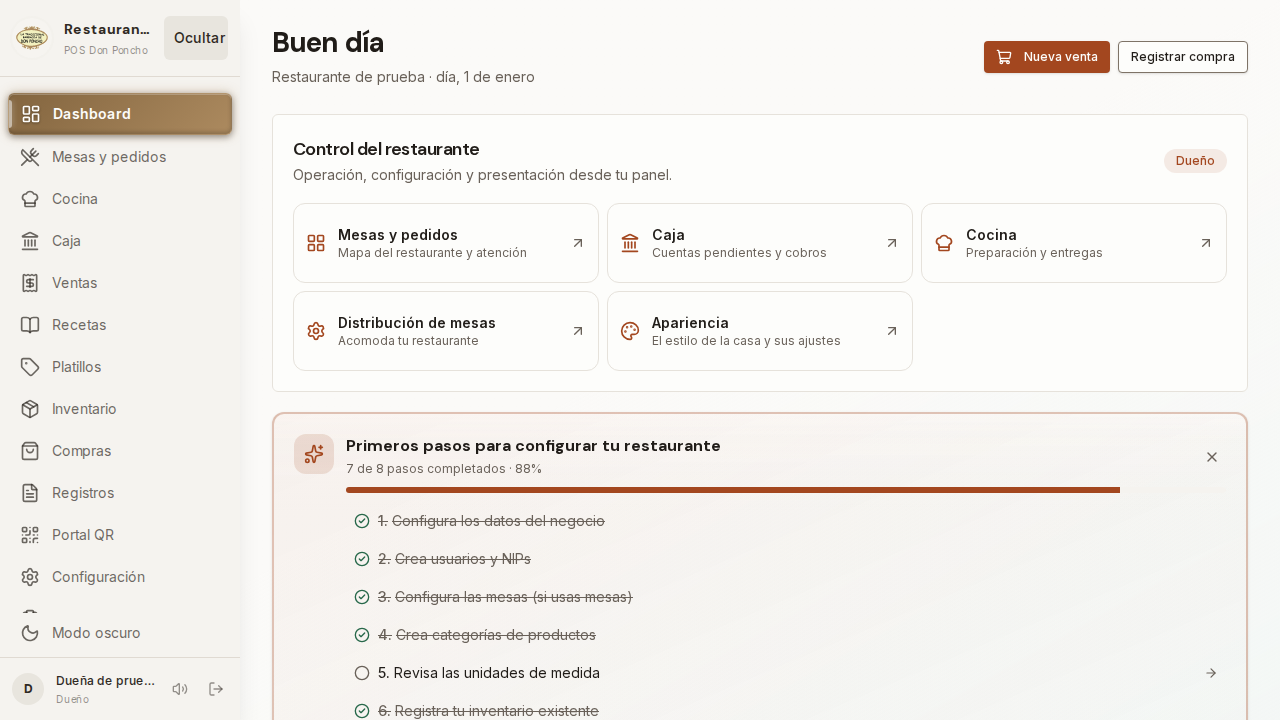 Restauran...
POS Don Poncho
Ocultar
Dashboard
Mesas y pedidos
Cocina
Caja
Ventas
Recetas
Platillos
Inventario
Compras
Registros
Portal QR
Configuración
Modo oscuro
D
Dueña de prue...
Dueño
Buen día
Restaurante de prueba · día, 1 de enero
Nueva venta
Registrar compra
Control del restaurante
Operación, configuración y presentación desde tu panel.
Dueño
Mesas y pedidos
Mapa del restaurante y atención
Caja
Cuentas pendientes y cobros
Cocina
Preparación y entregas
Distribución de mesas
Acomoda tu restaurante
Apariencia
El estilo de la casa y sus ajustes
Primeros pasos para configurar tu restaurante
7 de 8 pasos completados · 88%
1. Configura los datos del negocio
2. Crea usuarios y NIPs
3. Configura las mesas (si usas mesas)
4. Crea categorías de productos
5. Revisa las unidades de medida
6. Registra tu inventario existente